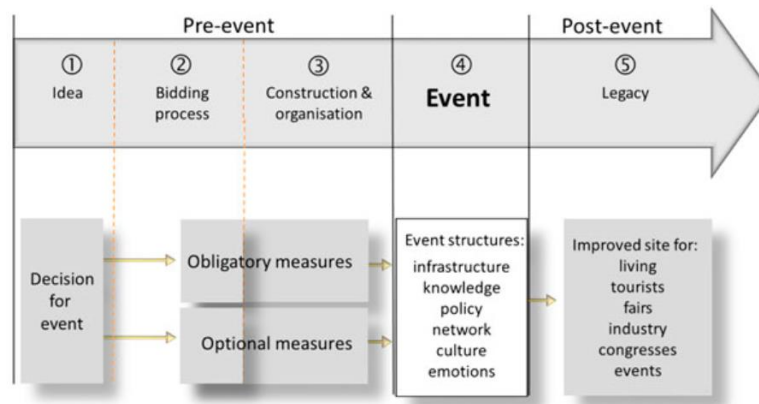 Pre-event
Post-event
①
②
③
④
⑤
Idea
Bidding
process
Construction &
organisation
Event
Legacy
Decision
for
event
Obligatory measures
Optional measures
Event structures:
infrastructure
knowledge
policy
network
culture
emotions
Improved site for:
living
tourists
fairs
industry
congresses
events